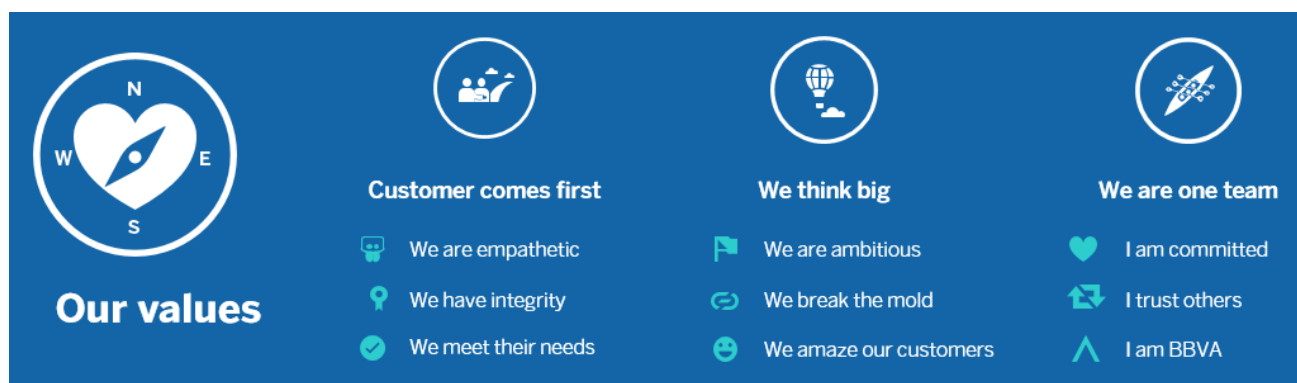 N
W
E
S
Our values
Customer comes first
We are empathetic
We have integrity
We meet their needs
We think big
We are ambitious
We break the mold
We amaze our customers
We are one team
I am committed
I trust others
I am BBVA